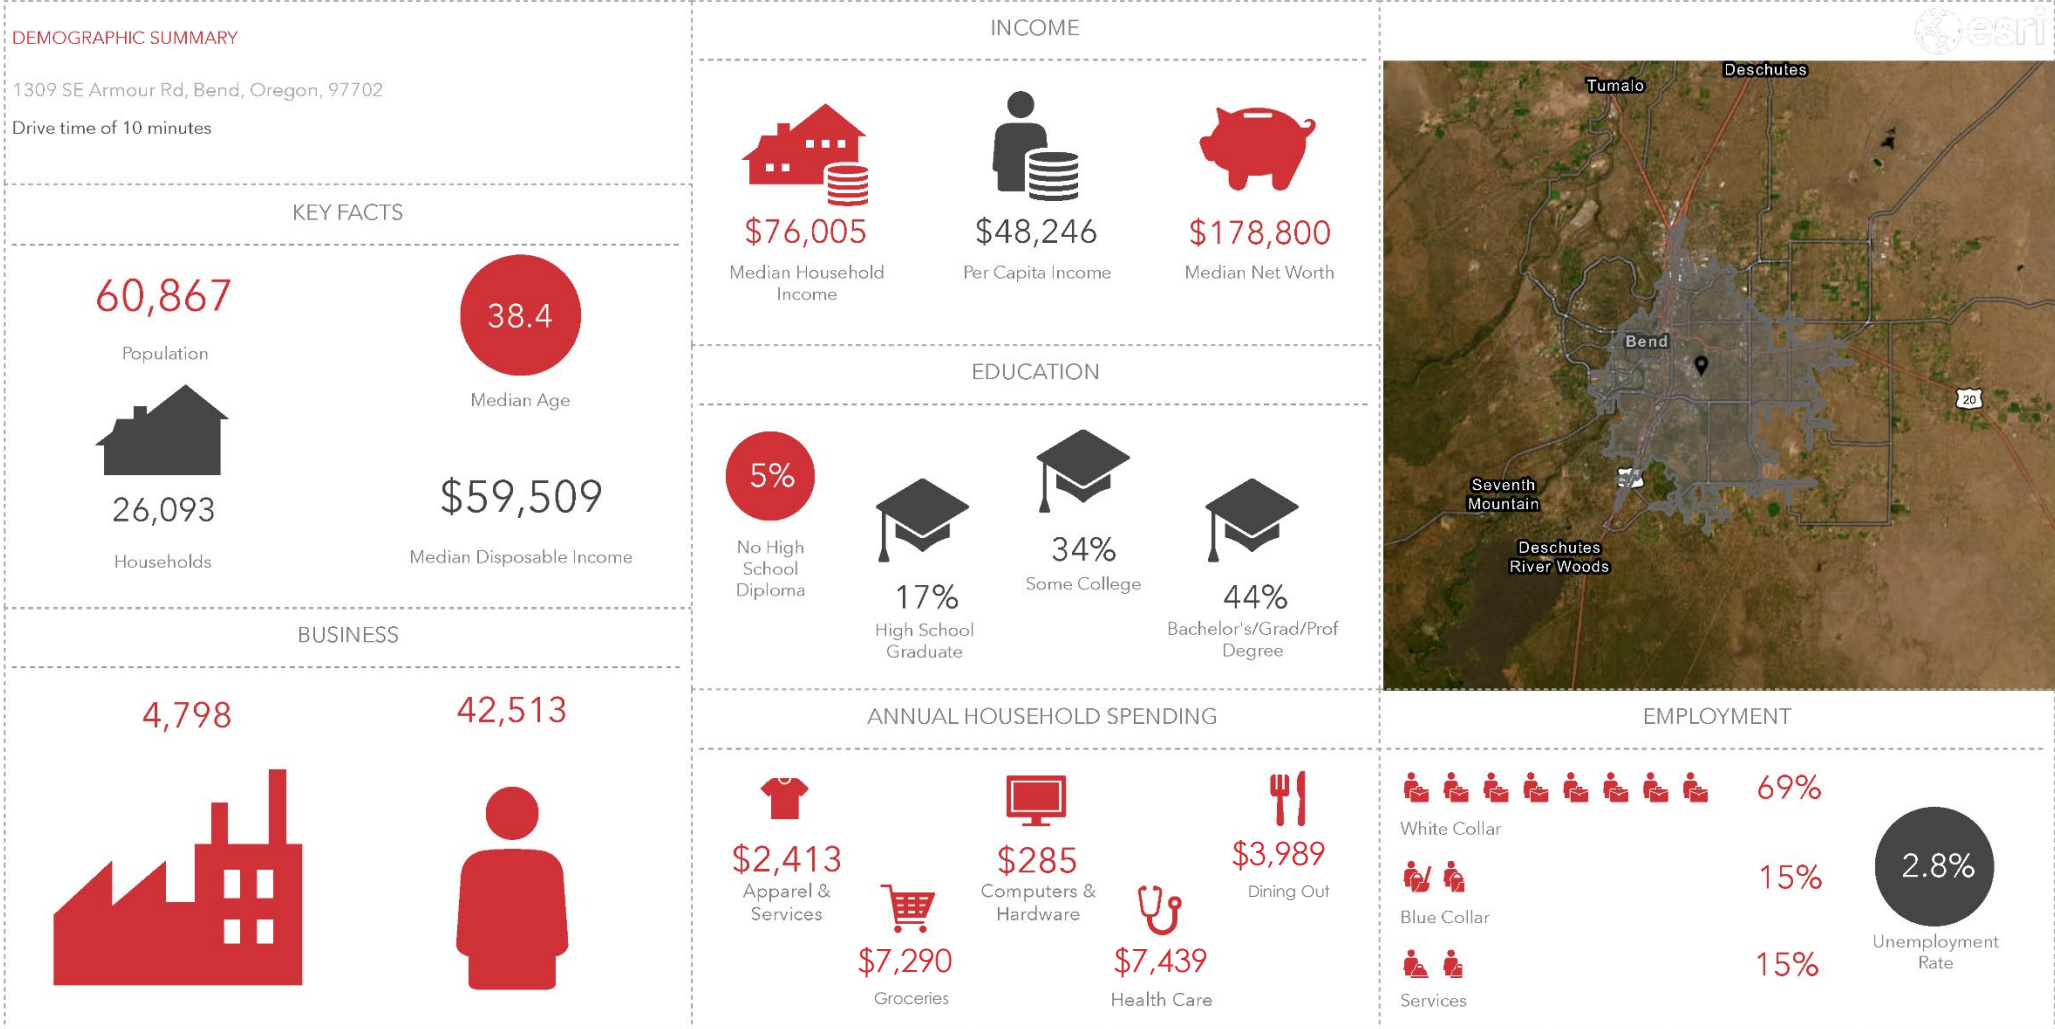 DEMOGRAPHIC SUMMARY
1309 SE Armour Rd, Bend, Oregon, 97702
Drive time of 10 minutes
KEY FACTS
60,867
Population
38.4
Median Age
26,093
Households
$59,509
Median Disposable Income
BUSINESS
4,798
42,513
INCOME
$76,005
Median Household
Income
$48,246
Per Capita Income
$178,800
Median Net Worth
EDUCATION
5%
No High
School
Diploma
17%
High School
Graduate
34%
Some College
44%
Bachelor's/Grad/Prof
Degree
ANNUAL HOUSEHOLD SPENDING
$2,413
Apparel &
Services
$7,290
Groceries
$285
Computers &
Hardware
$7,439
Health Care
$3,989
Dining Out
esri
Tumalo
Deschutes
Bend
20
Seventh
Mountain
Deschutes
River Woods
EMPLOYMENT
69%
White Collar
15%
Blue Collar
15%
Services
2.8%
Unemployment
Rate